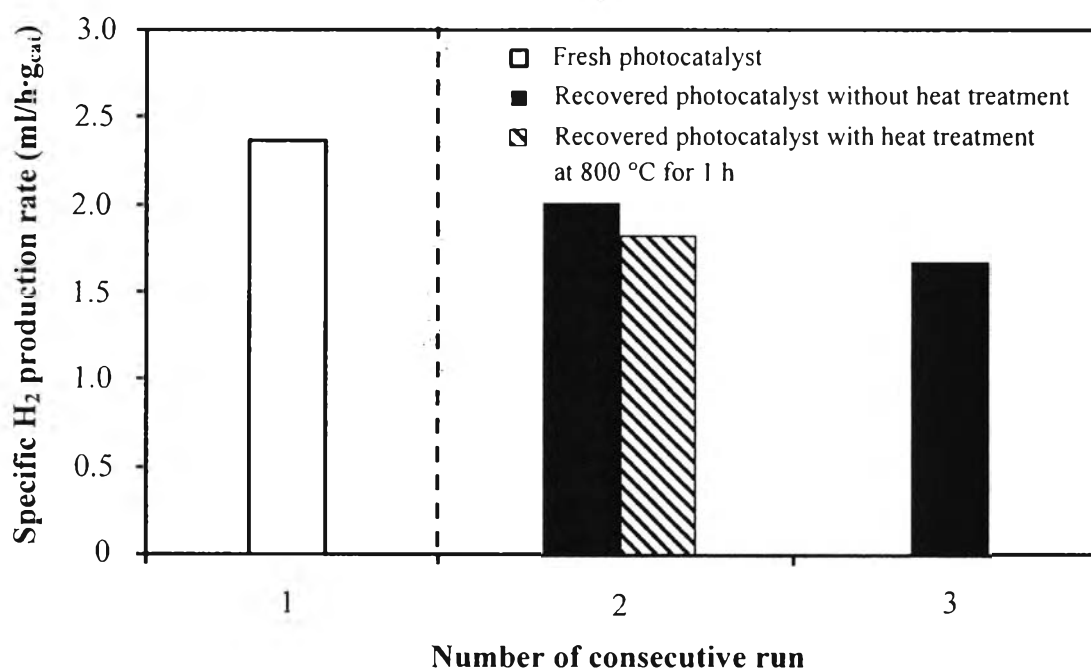 Specific H₂ production rate (ml/h·gcat)
3.0
2.5
2.0
1.5
1.0
0.5
0
Fresh photocatalyst
Recovered photocatalyst without heat treatment
Recovered photocatalyst with heat treatment
at 800 °C for 1 h
1
2
3
Number of consecutive run